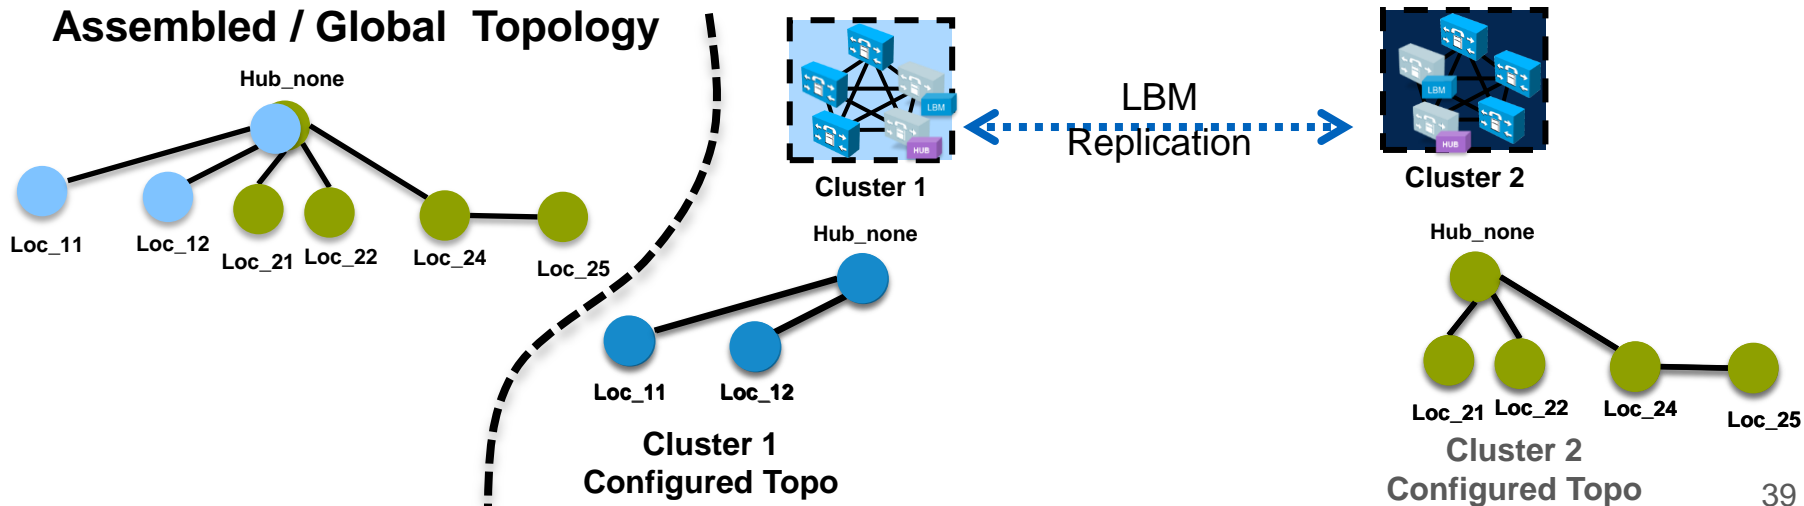 Assembled / Global Topology
Hub_none
Loc_11
Loc_12
Loc_21
Loc_22
Loc_24
Loc_25
LBM
HUB
Cluster 1
LBM
Replication
LBM
HUB
Cluster 2
Hub_none
Loc_11
Loc_12
Cluster 1
Configured Topo
Hub_none
Loc_21
Loc_22
Loc_24
Loc_25
Cluster 2
Configured Topo
39